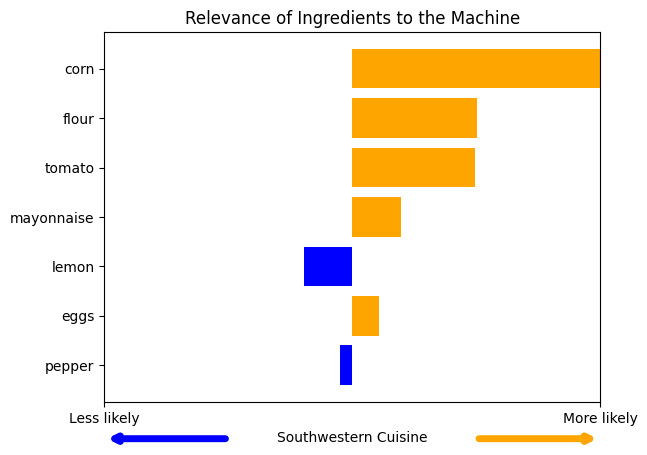 Relevance of Ingredients to the Machine
corn
flour
tomato
mayonnaise
lemon
eggs
pepper
Less likely More likely
Southwestern Cuisine